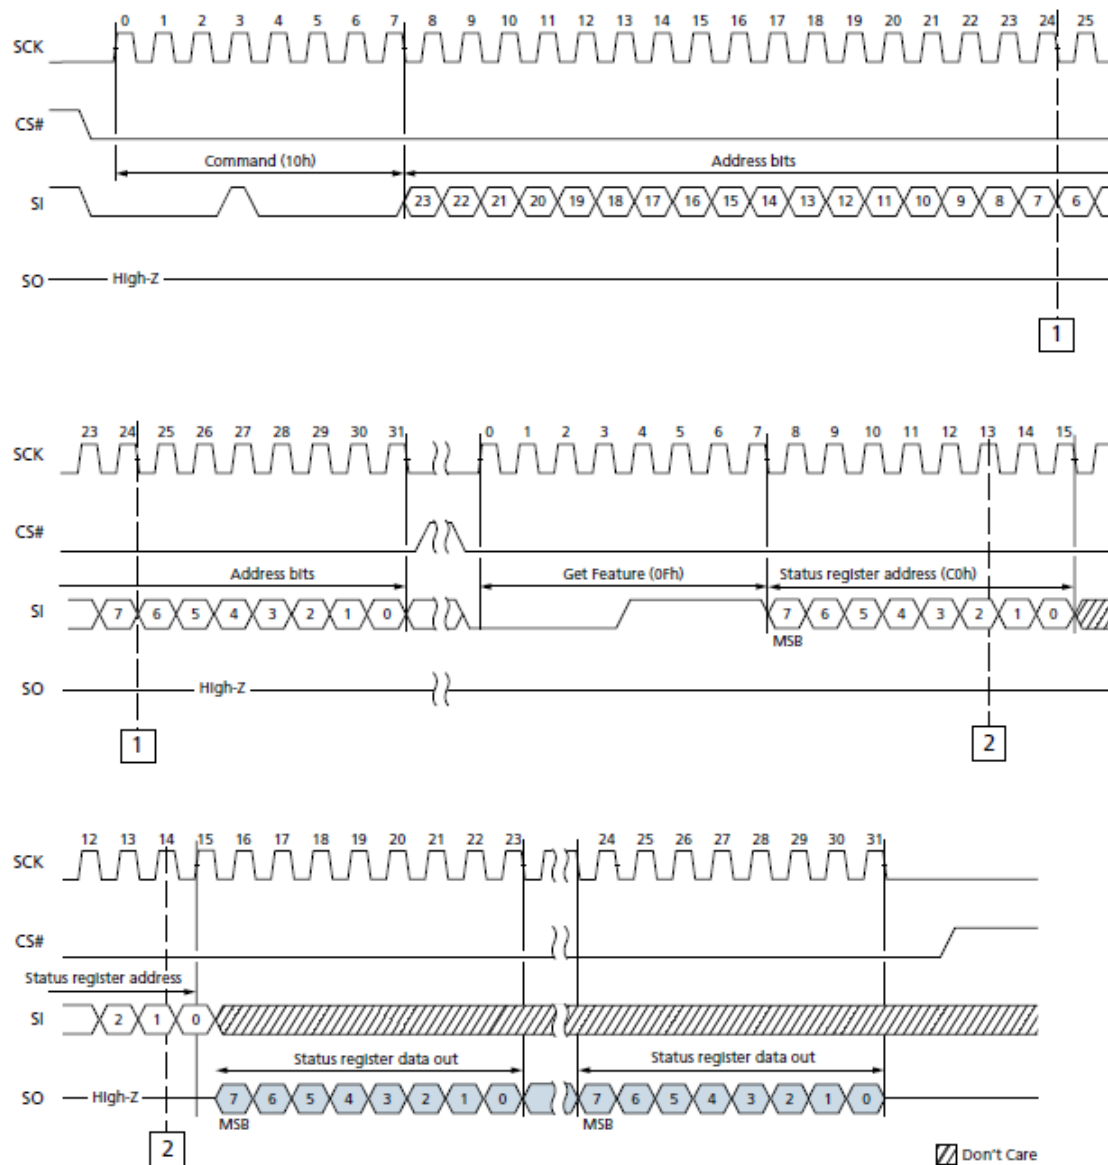 0 1 2 3 4 5 6 7 8 9 10 11 12 13 14 15 16 17 18 19 20 21 22 23 24 25
SCK
CS#
Command (10h) Address bits
SI 23 22 21 20 19 18 17 16 15 14 13 12 11 10 9 8 7 6
SO High-Z
1
23 24 25 26 27 28 29 30 31 0 1 2 3 4 5 6 7 8 9 10 11 12 13 14 15
SCK
CS#
Address bits Get Feature (0Fh) Status register address (C0h)
SI 7 6 5 4 3 2 1 0 7 6 5 4 3 2 1 0
MSB
SO High-Z
1 2
12 13 14 15 16 17 18 19 20 21 22 23 24 25 26 27 28 29 30 31
SCK
CS#
Status register address
SI 2 1 0
Status register data out Status register data out
SO High-Z 7 6 5 4 3 2 1 0 7 6 5 4 3 2 1 0
MSB MSB
2
Don't Care